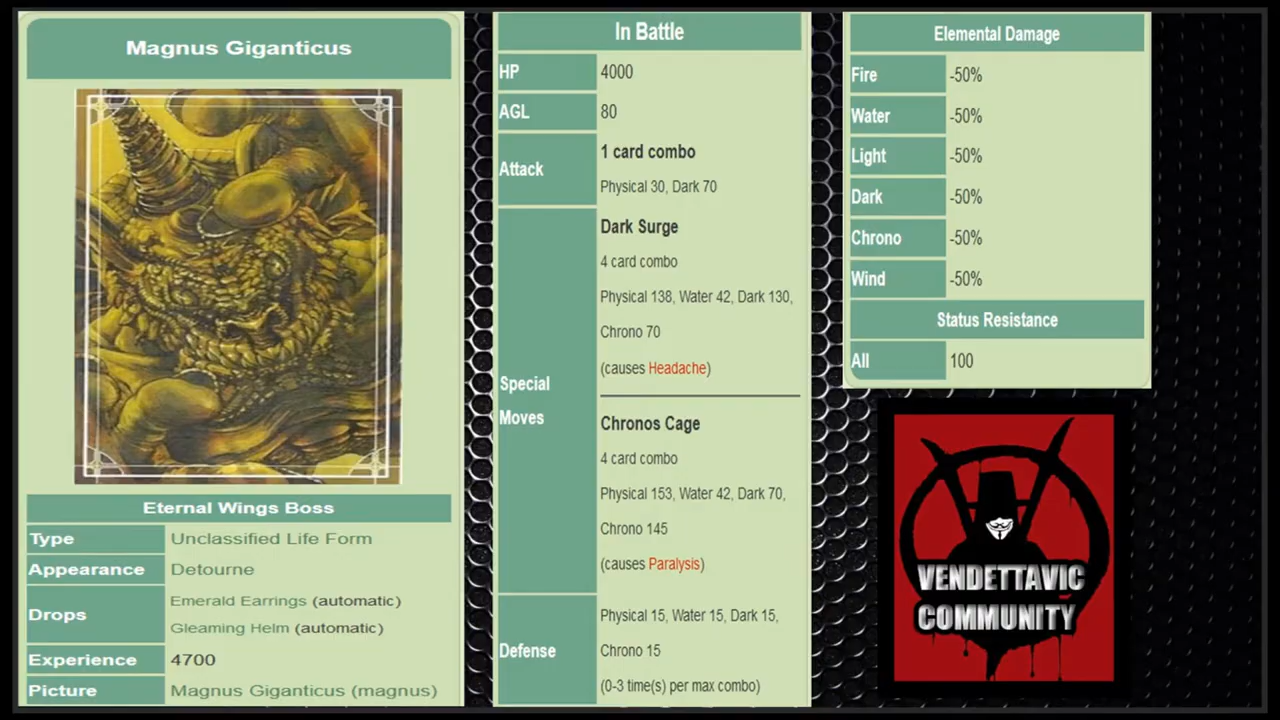 Magnus Giganticus
Eternal Wings Boss
Type Unclassified Life Form
Appearance Detourne
Drops Emerald Earrings (automatic)
Gleaming Helm (automatic)
Experience 4700
Picture Magnus Giganticus (magnus)
In Battle
HP 4000
AGL 80
Attack 1 card combo
Physical 30, Dark 70
Special Moves
Dark Surge
4 card combo
Physical 138, Water 42, Dark 130,
Chrono 70
(causes Headache)
Chronos Cage
4 card combo
Physical 153, Water 42, Dark 70,
Chrono 145
(causes Paralysis)
Defense Physical 15, Water 15, Dark 15,
Chrono 15
(0-3 time(s) per max combo)
Elemental Damage
Fire -50%
Water -50%
Light -50%
Dark -50%
Chrono -50%
Wind -50%
Status Resistance
All 100
VENDETTAVIC
COMMUNITY